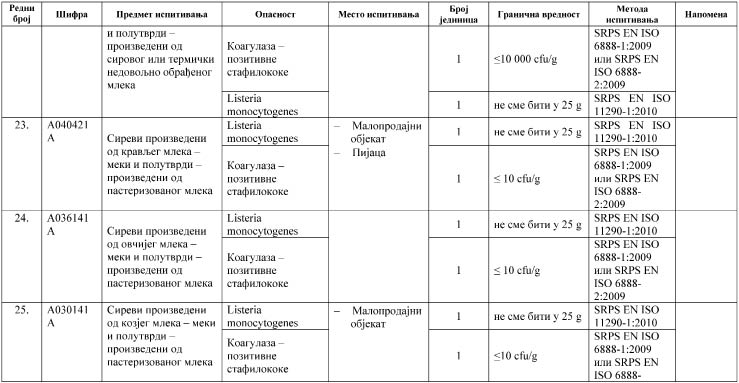 Редни број
Шифра
Предмет испитивања
Опасност
Место испитивања
Број јединица
Гранична вредност
Метода испитивања
Напомена
и полутврди –
произведени од
сировог или термички
недовољно обрађеног
млека
Коагулаза –
позитивне
стафилококе
1
≤10 000 cfu/g
SRPS EN ISO
6888-1:2009
или SRPS EN
ISO 6888-
2:2009
Listeria
monocytogenes
1
не сме бити у 25 g
SRPS EN ISO
11290-1:2010
23.
A040421
A
Сиреви произведени
од крављег млека –
меки и полутврди –
произведени од
пастеризованог млека
Listeria
monocytogenes
– Малопродајни
објекат
– Пијаца
1
не сме бити у 25 g
SRPS EN ISO
11290-1:2010
Коагулаза –
позитивне
стафилококе
1
≤ 10 cfu/g
SRPS EN ISO
6888-1:2009
или SRPS EN
ISO 6888-
2:2009
24.
A036141
A
Сиреви произведени
од овчијег млека –
меки и полутврди –
произведени од
пастеризованог млека
Listeria
monocytogenes
1
не сме бити у 25 g
SRPS EN ISO
11290-1:2010
Коагулаза –
позитивне
стафилококе
1
≤ 10 cfu/g
SRPS EN ISO
6888-1:2009
или SRPS EN
ISO 6888-
2:2009
25.
A030141
A
Сиреви произведени
од козјег млека – меки
и полутврди –
произведени од
пастеризованог млека
Listeria
monocytogenes
– Малопродајни
објекат
1
не сме бити у 25 g
SRPS EN ISO
11290-1:2010
Коагулаза –
позитивне
стафилококе
1
≤10 cfu/g
SRPS EN ISO
6888-1:2009
или SRPS EN
ISO 6888-